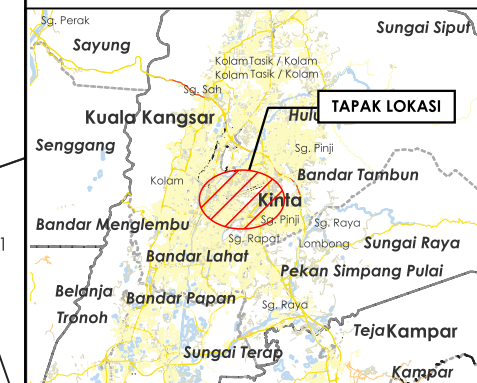 Sg. Perak
Sungai Siput
Sayung
Kolam Tasik / Kolam
Kolam Tasik / Kolam
Sg. Sah
TAPAK LOKASI
Kuala Kangsar
Senggang
Sg. Pinji
Bandar Tambun
Kolam
Kinta
Bandar Menglembu
Sg. Pinji
Sg. Raya
Sg. Rapat
Lombong
Sungai Raya
1
Bandar Lahat
Pekan Simpang Pulai
Belanja
Bandar Papan
Sg. Raya
Tronoh
Teja
Kampar
Sungai Terap
Kampar